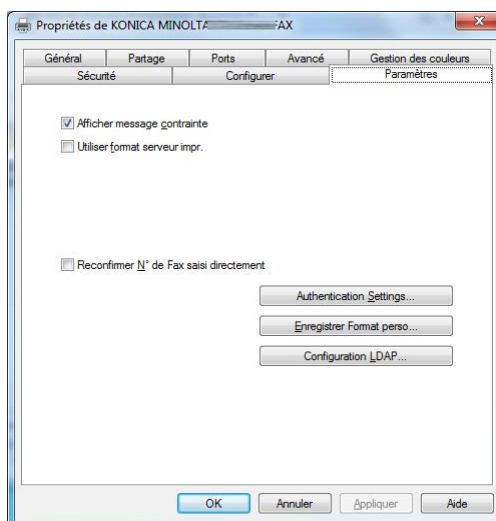 Propriétés de KONICA MINOLTA FAX
Général Partage Ports Avancé Gestion des couleurs
Sécurité Configurer Paramètres
Afficher message contrainte
Utiliser format serveur impr.
Reconfirmer N° de Fax saisi directement
Authentication Settings...
Enregistrer Format perso...
Configuration LDAP...
OK Annuler Appliquer Aide